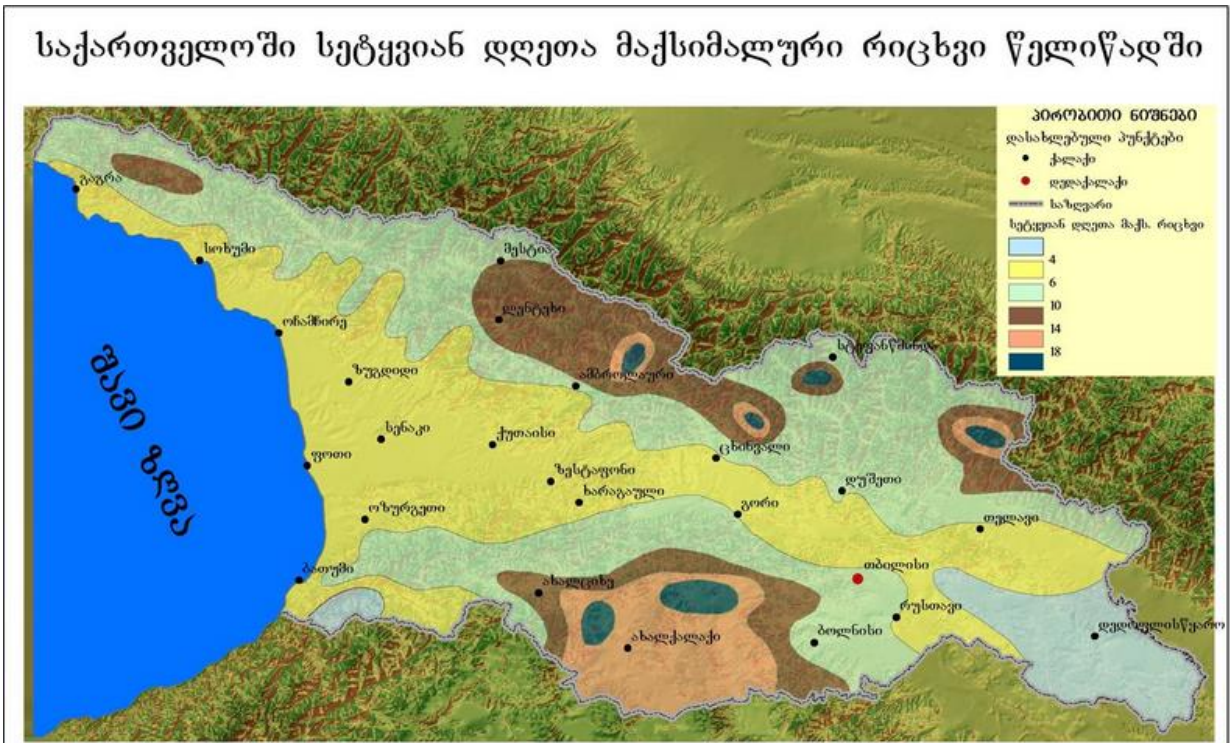 საქართველოში სეტყვიან დღეთა მაქსიმალური რიცხვი წელიწადში
პირობითი ნიშნები
დასახლებული პუნქტები
ქალაქი
დედაქალაქი
საზღვარი
სეტყვიან დღეთა მაქს. რიცხვი
4
6
10
14
18
გაგრა
სოხუმი
მესტია
ოჩამჩირე
ლენტეხი
სტეფანწმინდა
ზუგდიდი
ამბროლაური
სენაკი
ქუთაისი
ფოთი
ცხინვალი
ზესტაფონი
დუშეთი
ხარაგაული
გორი
ოზურგეთი
თელავი
ბათუმი
ახალციხე
თბილისი
რუსთავი
ახალქალაქი
ბოლნისი
დედოფლისწყარო
შავი ზღვა